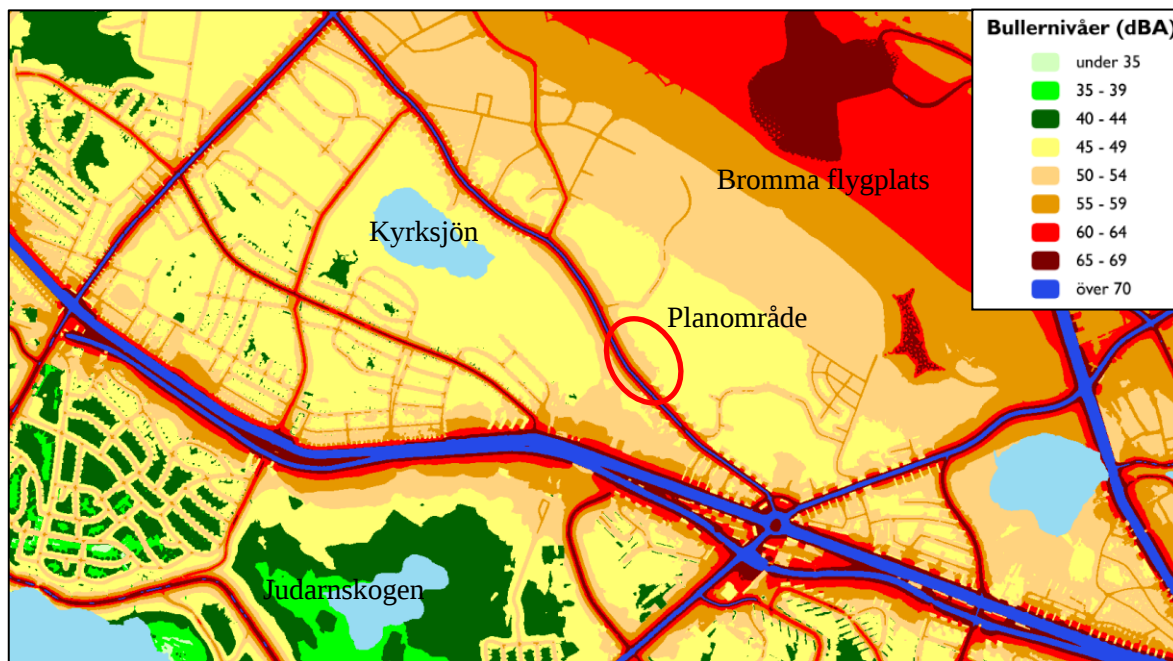 Bullernivåer (dBA)
under 35
35 - 39
40 - 44
45 - 49
50 - 54
55 - 59
60 - 64
65 - 69
över 70
Bromma flygplats
Kyrksjön
Planområde
Judarnskogen